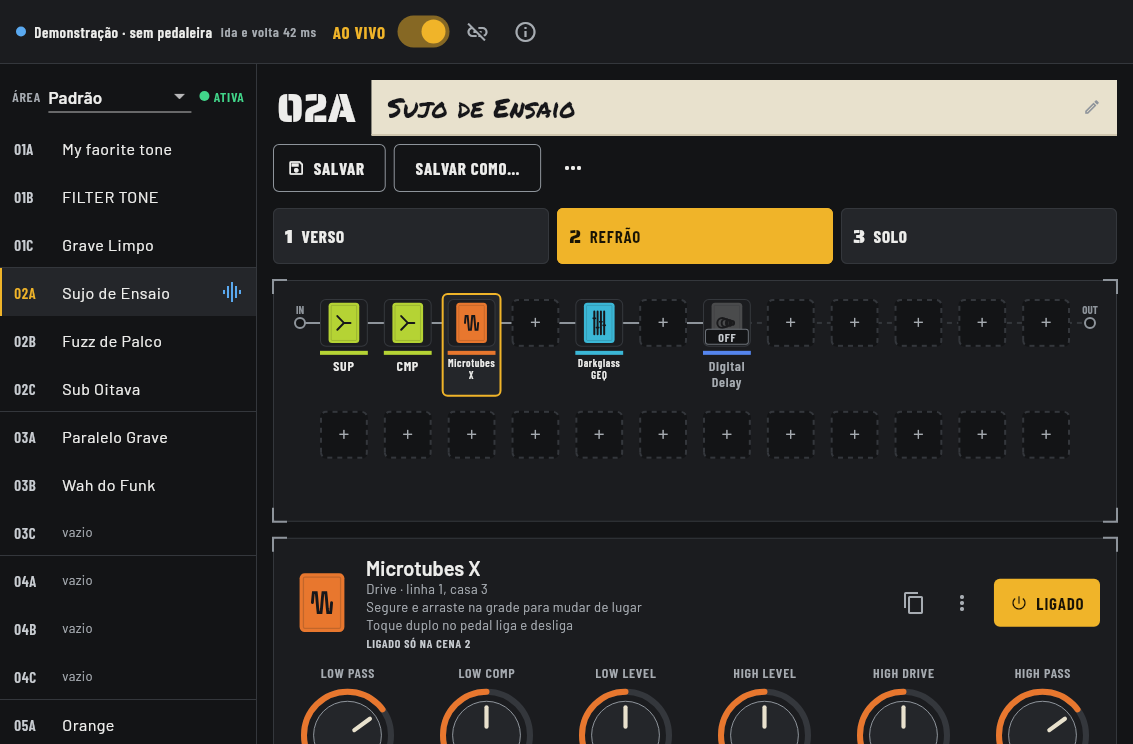 Demonstração · sem pedaleira Ida e volta 42 ms AO VIVO
ÁREA Padrão ATIVA
01A My faorite tone
01B FILTER TONE
01C Grave Limpo
02A Sujo de Ensaio
02B Fuzz de Palco
02C Sub Oitava
03A Paralelo Grave
03B Wah do Funk
03C vazio
04A vazio
04B vazio
04C vazio
05A Orange
02A Sujo de Ensaio
SALVAR SALVAR COMO... ...
1 VERSO 2 REFRÃO 3 SOLO
IN OUT
+ + + + + + +
OFF
SUP CMP Microtubes X Darkglass GEQ Digital Delay
+ + + + + + + + + + + +
Microtubes X
Drive · linha 1, casa 3
Segure e arraste na grade para mudar de lugar
Toque duplo no pedal liga e desliga
LIGADO SÓ NA CENA 2
LIGADO
LOW PASS LOW COMP LOW LEVEL HIGH LEVEL HIGH DRIVE HIGH PASS